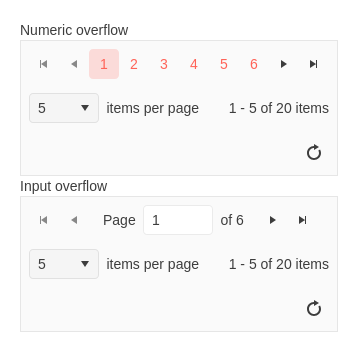 Numeric overflow
1 2 3 4 5 6
5 items per page 1 - 5 of 20 items
Input overflow
Page 1 of 6
5 items per page 1 - 5 of 20 items